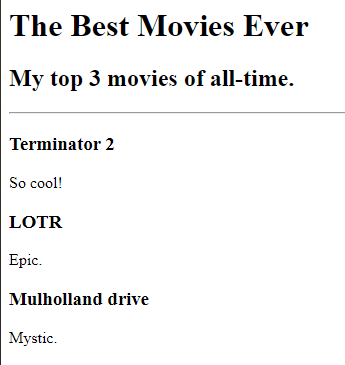 The Best Movies Ever
My top 3 movies of all-time.
Terminator 2
So cool!
LOTR
Epic.
Mulholland drive
Mystic.